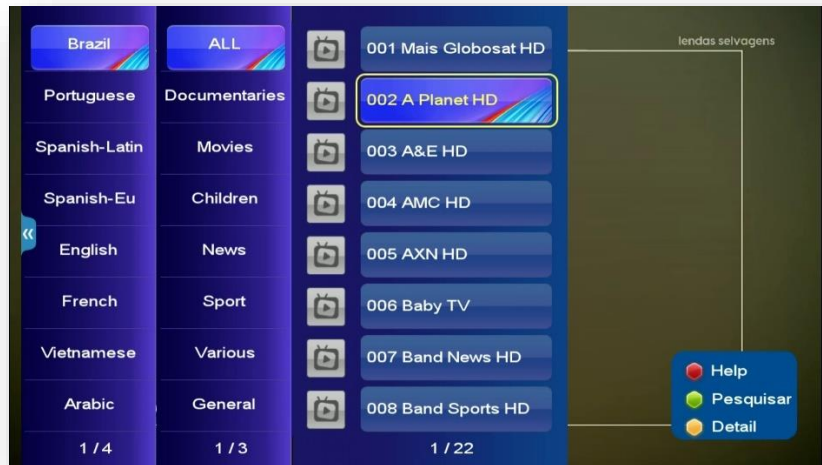 Brazil
Portuguese
Spanish-Latin
Spanish-Eu
English
French
Vietnamese
Arabic
1/4
ALL
Documentaries
Movies
Children
News
Sport
Various
General
1/3
001 Mais Globosat HD
002 A Planet HD
003 A&E HD
004 AMC HD
005 AXN HD
006 Baby TV
007 Band News HD
008 Band Sports HD
1/22
lendas selvagens
Help
Pesquisar
Detail